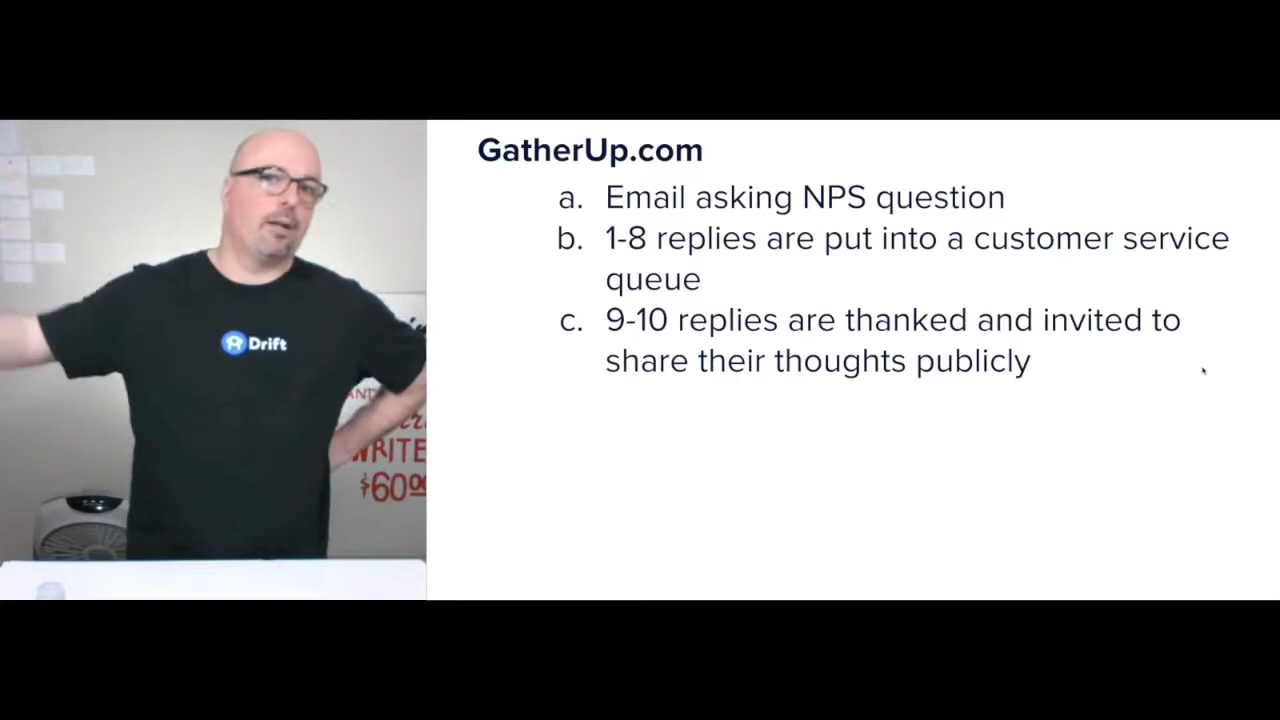 GatherUp.com
a. Email asking NPS question
b. 1-8 replies are put into a customer service
queue
c. 9-10 replies are thanked and invited to
share their thoughts publicly
Drift
WRITE
$60